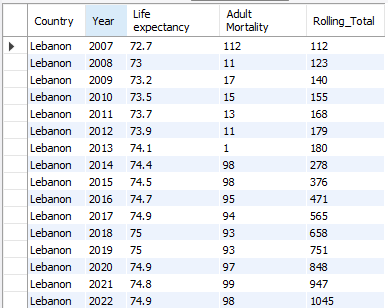 Country Year Life expectancy Adult Mortality Rolling_Total
Lebanon 2007 72.7 112 112
Lebanon 2008 73 11 123
Lebanon 2009 73.2 17 140
Lebanon 2010 73.5 15 155
Lebanon 2011 73.7 13 168
Lebanon 2012 73.9 11 179
Lebanon 2013 74.1 1 180
Lebanon 2014 74.4 98 278
Lebanon 2015 74.5 98 376
Lebanon 2016 74.7 95 471
Lebanon 2017 74.9 94 565
Lebanon 2018 75 93 658
Lebanon 2019 75 93 751
Lebanon 2020 74.9 97 848
Lebanon 2021 74.8 99 947
Lebanon 2022 74.9 98 1045